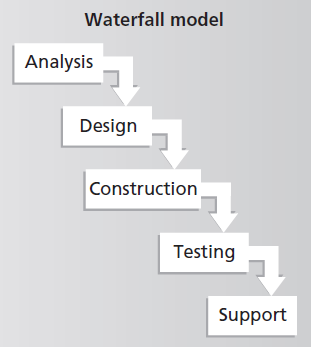 Waterfall model
Analysis
Design
Construction
Testing
Support